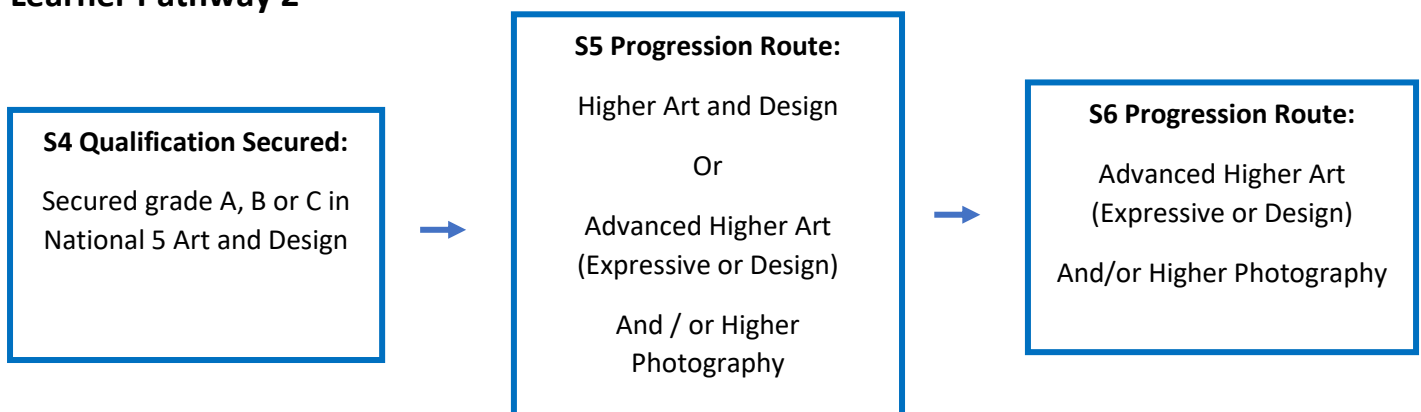 Learner Pathway 2
S4 Qualification Secured:
Secured grade A, B or C in
National 5 Art and Design
S5 Progression Route:
Higher Art and Design
Or
Advanced Higher Art
(Expressive or Design)
And / or Higher
Photography
S6 Progression Route:
Advanced Higher Art
(Expressive or Design)
And/or Higher Photography